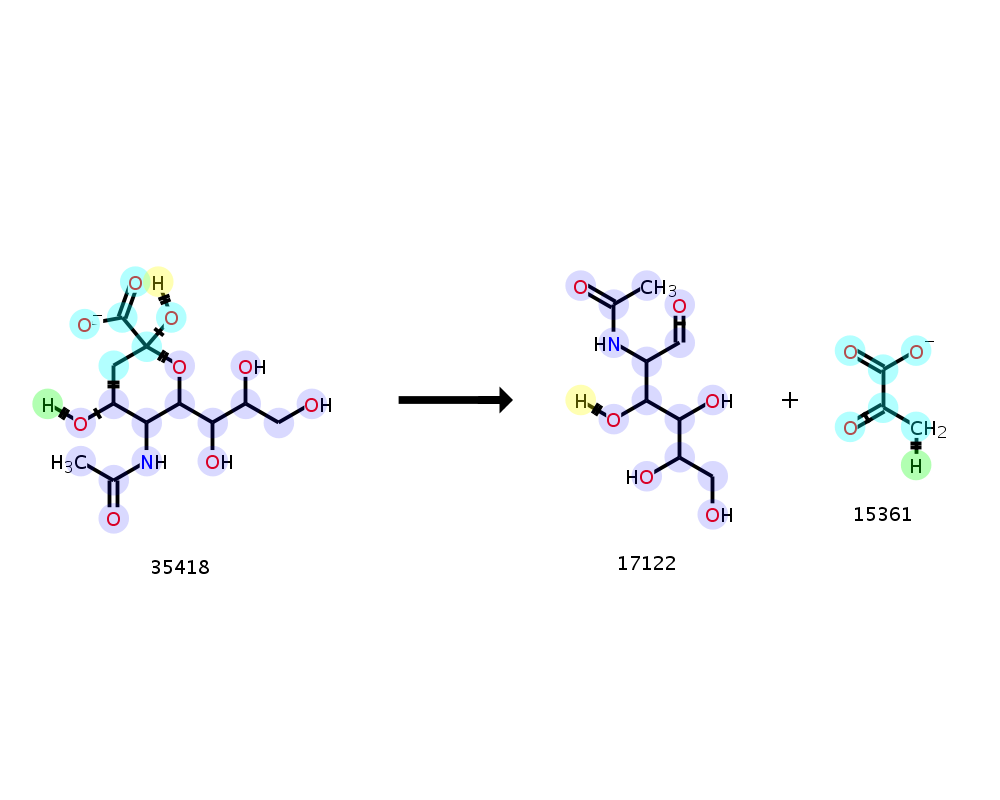 O H
O⁻ O
O OH
H O OH
H₃C NH OH
O
35418
O CH₃
O
HN
H O OH
HO
OH
17122
+
O O⁻
O CH₂
H
15361